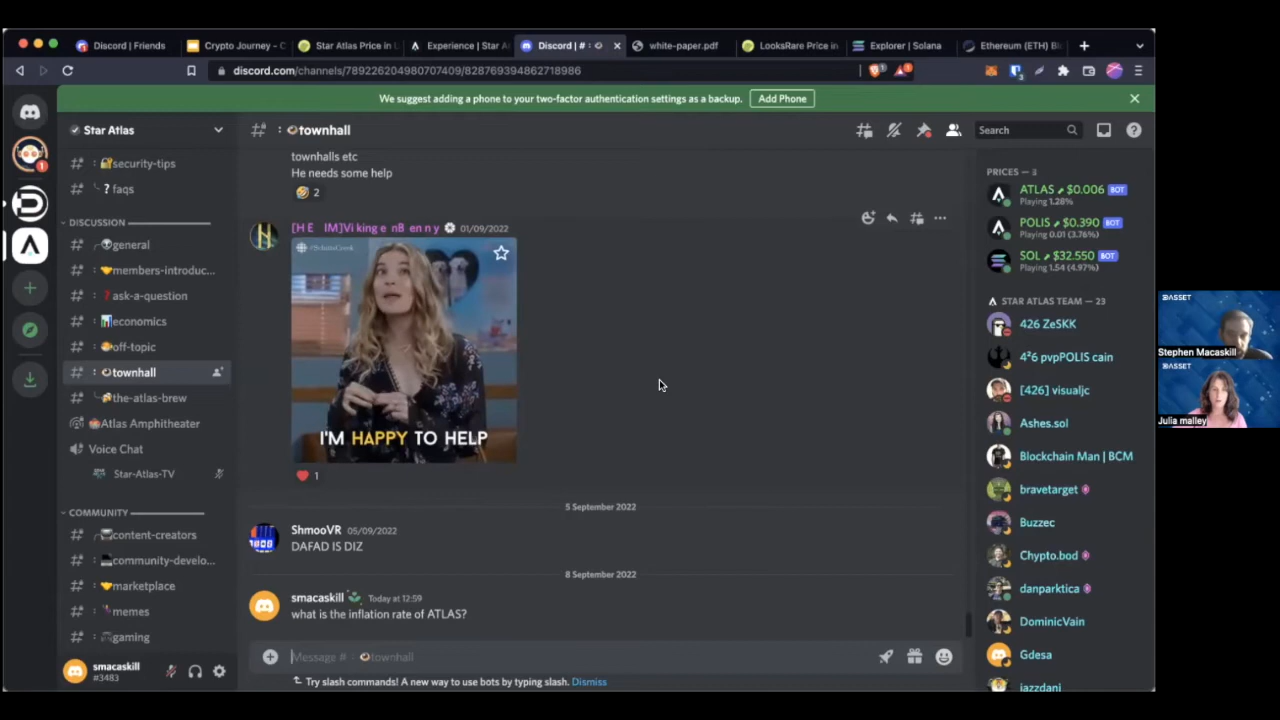 Discord | Friends
Crypto Journey - C
Star Atlas Price in U
Experience | Star A
Discord | # :
white-paper.pdf
LooksRare Price in
Explorer | Solana
Ethereum (ETH) Bl
discord.com/channels/789226204980707409/828769394862718986
We suggest adding a phone to your two-factor authentication settings as a backup.
Add Phone
Star Atlas
security-tips
? faqs
DISCUSSION
general
members-introduc...
ask-a-question
economics
off-topic
townhall
the-atlas-brew
Atlas Amphitheater
Voice Chat
Star-Atlas-TV
COMMUNITY
content-creators
community-develo...
marketplace
memes
gaming
smacaskill
#3483
townhall
Search
townhalls etc
He needs some help
2
[H E IM]Vi king e nB en n y 01/09/2022
I'M HAPPY TO HELP
1
5 September 2022
ShmooVR 05/09/2022
DAFAD IS DIZ
8 September 2022
smacaskill Today at 12:59
what is the inflation rate of ATLAS?
Message # : townhall
Try slash commands! A new way to use bots by typing slash. Dismiss
PRICES — 3
ATLAS $0.006 BOT
Playing 1.28%
POLIS $0.390 BOT
Playing 0.01 (3.76%)
SOL $32.550 BOT
Playing 1.54 (4.97%)
STAR ATLAS TEAM — 23
426 ZeSKK
4²6 pvpPOLIS cain
[426] visualjc
Ashes.sol
Blockchain Man | BCM
bravetarget
Buzzec
Chypto.bod
danparktica
DominicVain
Gdesa
jazzdani
DASSET
Stephen Macaskill
DASSET
Julia malley